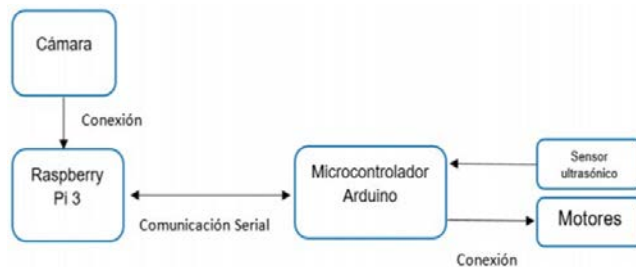 Cámara
Conexión
Raspberry
Pi 3
Comunicación Serial
Microcontrolador
Arduino
Sensor
ultrasónico
Motores
Conexión